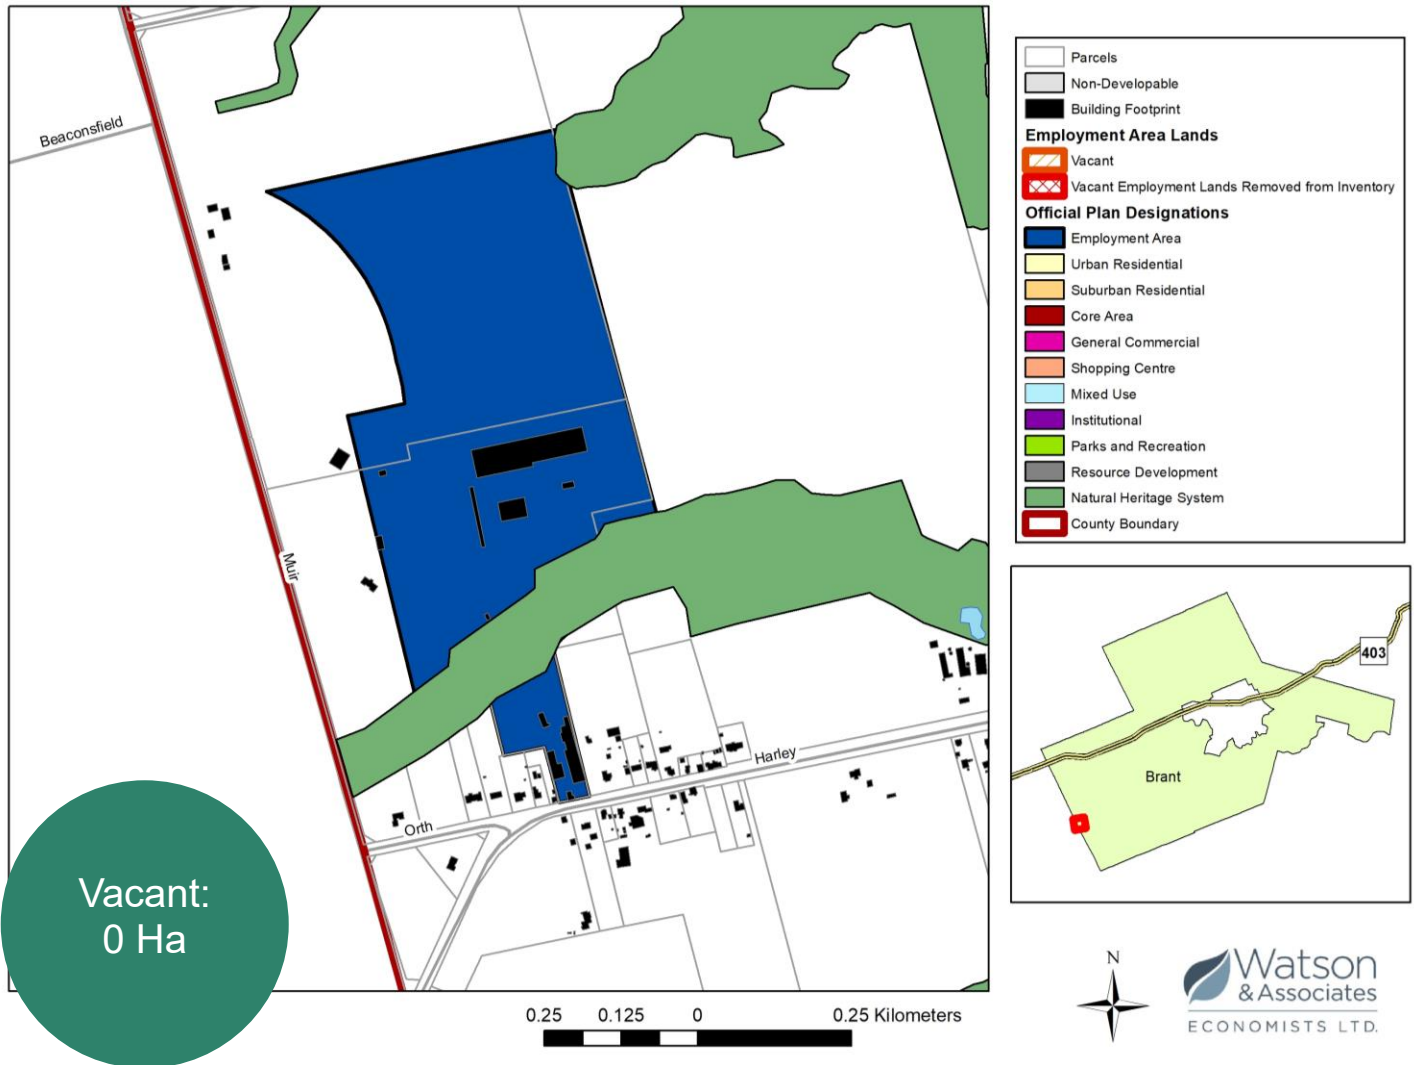 Beaconsfield
Muir
Harley
Orth
Vacant:
0 Ha
0.25 0.125 0 0.25 Kilometers
Parcels
Non-Developable
Building Footprint
Employment Area Lands
Vacant
Vacant Employment Lands Removed from Inventory
Official Plan Designations
Employment Area
Urban Residential
Suburban Residential
Core Area
General Commercial
Shopping Centre
Mixed Use
Institutional
Parks and Recreation
Resource Development
Natural Heritage System
County Boundary
403
Brant
N
Watson
& Associates
ECONOMISTS LTD.